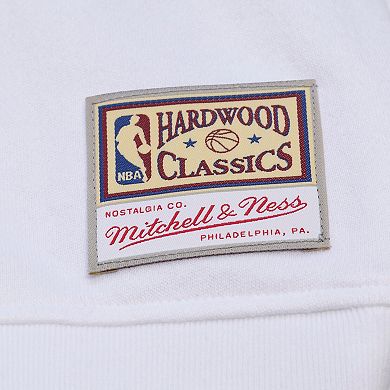 HARDWOOD
CLASSICS
NBA
NOSTALGIA CO.
Mitchell & Ness
PHILADELPHIA, PA.